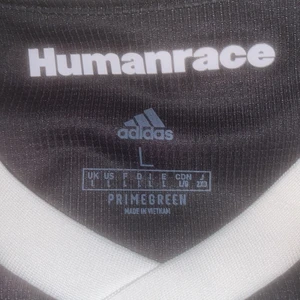 Humanrace
adidas
L
UK US F D I E CDN J
L L L L L L L/G
PRIMEGREEN
MADE IN VIETNAM